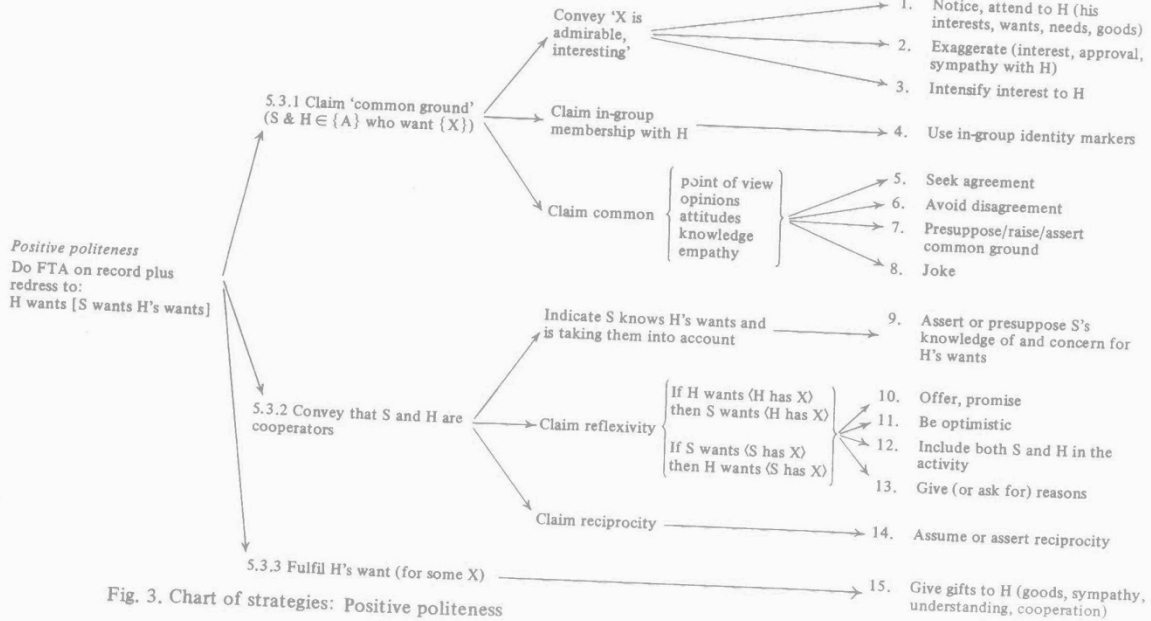 Positive politeness
Do FTA on record plus
redress to:
H wants [S wants H's wants]
5.3.1 Claim 'common ground'
(S & H ∈ {A} who want {X})
Convey 'X is
admirable,
interesting'
1. Notice, attend to H (his
interests, wants, needs, goods)
2. Exaggerate (interest, approval,
sympathy with H)
3. Intensify interest to H
Claim in-group
membership with H
4. Use in-group identity markers
Claim common
point of view
opinions
attitudes
knowledge
empathy
5. Seek agreement
6. Avoid disagreement
7. Presuppose/raise/assert
common ground
8. Joke
5.3.2 Convey that S and H are
cooperators
Indicate S knows H's wants and
is taking them into account
9. Assert or presuppose S's
knowledge of and concern for
H's wants
Claim reflexivity
If H wants ⟨H has X⟩
then S wants ⟨H has X⟩
If S wants ⟨S has X⟩
then H wants ⟨S has X⟩
10. Offer, promise
11. Be optimistic
12. Include both S and H in the
activity
13. Give (or ask for) reasons
Claim reciprocity
14. Assume or assert reciprocity
5.3.3 Fulfil H's want (for some X)
15. Give gifts to H (goods, sympathy,
understanding, cooperation)
Fig. 3. Chart of strategies: Positive politeness